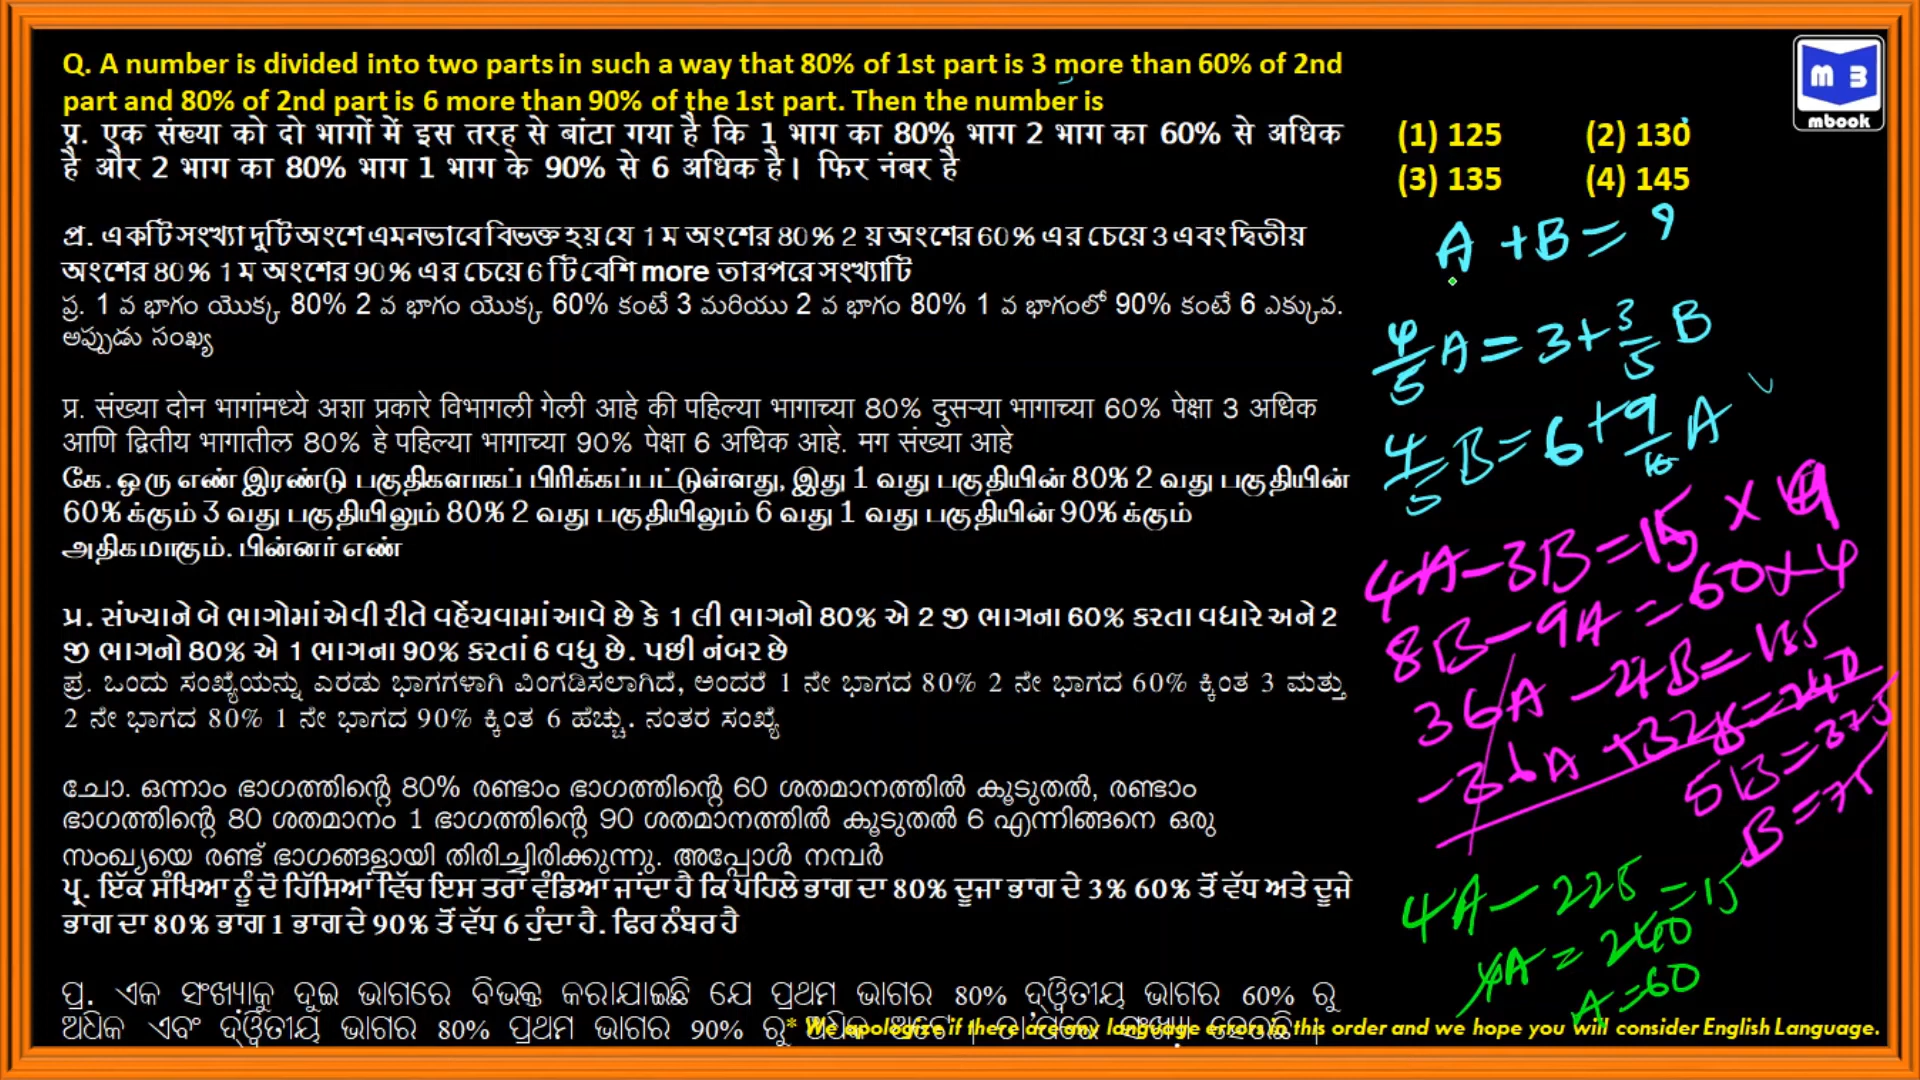 Q. A number is divided into two parts in such a way that 80% of 1st part is 3 more than 60% of 2nd
part and 80% of 2nd part is 6 more than 90% of the 1st part. Then the number is
प्र. एक संख्या को दो भागों में इस तरह से बांटा गया है कि 1 भाग का 80% भाग 2 भाग का 60% से अधिक
है और 2 भाग का 80% भाग 1 भाग के 90% से 6 अधिक है। फिर नंबर है
প্র. একটি সংখ্যা দুটি অংশে এমনভাবে বিভক্ত হয় যে 1 ম অংশের 80% 2 য় অংশের 60% এর চেয়ে 3 এবং দ্বিতীয়
অংশের 80% 1 ম অংশের 90% এর চেয়ে 6 টি বেশি more তারপরে সংখ্যাটি
ప్ర. 1 వ భాగం యొక్క 80% 2 వ భాగం యొక్క 60% కంటే 3 మరియు 2 వ భాగం 80% 1 వ భాగంలో 90% కంటే 6 ఎక్కువ.
అప్పుడు సంఖ్య
प्र. संख्या दोन भागांमध्ये अशा प्रकारे विभागली गेली आहे की पहिल्या भागाच्या 80% दुसऱ्या भागाच्या 60% पेक्षा 3 अधिक
आणि द्वितीय भागातील 80% हे पहिल्या भागाच्या 90% पेक्षा 6 अधिक आहे. मग संख्या आहे
கே. ஒரு எண் இரண்டு பகுதிகளாகப் பிரிக்கப்பட்டுள்ளது, இது 1 வது பகுதியின் 80% 2 வது பகுதியின்
60% க்கும் 3 வது பகுதியிலும் 80% 2 வது பகுதியிலும் 6 வது 1 வது பகுதியின் 90% க்கும்
அதிகமாகும். பின்னர் எண்
પ્ર. સંખ્યાને બે ભાગોમાં એવી રીતે વહેંચવામાં આવે છે કે 1 લી ભાગનો 80% એ 2 જી ભાગના 60% કરતા વધારે અને 2
જી ભાગનો 80% એ 1 ભાગના 90% કરતાં 6 વધુ છે. પછી નંબર છે
ಪ್ರ. ಒಂದು ಸಂಖ್ಯೆಯನ್ನು ಎರಡು ಭಾಗಗಳಾಗಿ ವಿಂಗಡಿಸಲಾಗಿದೆ, ಅಂದರೆ 1 ನೇ ಭಾಗದ 80% 2 ನೇ ಭಾಗದ 60% ಕ್ಕಿಂತ 3 ಮತ್ತು
2 ನೇ ಭಾಗದ 80% 1 ನೇ ಭಾಗದ 90% ಕ್ಕಿಂತ 6 ಹೆಚ್ಚು. ನಂತರ ಸಂಖ್ಯೆ
ചോ. ഒന്നാം ഭാഗത്തിന്റെ 80% രണ്ടാം ഭാഗത്തിന്റെ 60 ശതമാനത്തിൽ കൂടുതൽ, രണ്ടാം
ഭാഗത്തിന്റെ 80 ശതമാനം 1 ഭാഗത്തിന്റെ 90 ശതമാനത്തിൽ കൂടുതൽ 6 എന്നിങ്ങനെ ഒരു
സംഖ്യയെ രണ്ട് ഭാഗങ്ങളായി തിരിച്ചിരിക്കുന്നു. അപ്പോൾ നമ്പർ
ਪ੍ਰ. ਇੱਕ ਸੰਖਿਆ ਨੂੰ ਦੋ ਹਿੱਸਿਆਂ ਵਿੱਚ ਇਸ ਤਰਾਂ ਵੰਡਿਆ ਜਾਂਦਾ ਹੈ ਕਿ ਪਹਿਲੇ ਭਾਗ ਦਾ 80% ਦੂਜਾ ਭਾਗ ਦੇ 3% 60% ਤੋਂ ਵੱਧ ਅਤੇ ਦੂਜੇ
ਭਾਗ ਦਾ 80% ਭਾਗ 1 ਭਾਗ ਦੇ 90% ਤੋਂ ਵੱਧ 6 ਹੁੰਦਾ ਹੈ. ਫਿਰ ਨੰਬਰ ਹੈ
ପ୍ର. ଏକ ସଂଖ୍ୟାକୁ ଦୁଇ ଭାଗରେ ବିଭକ୍ତ କରାଯାଇଛି ଯେ ପ୍ରଥମ ଭାଗର 80% ଦ୍ୱିତୀୟ ଭାଗର 60% ରୁ
ଅଧିକ ଏବଂ ଦ୍ୱିତୀୟ ଭାଗର 80% ପ୍ରଥମ ଭାଗର 90% ରୁ
* We apologize if there are any language errors in this order and we hope you will consider English Language.
m 3
mbook
(1) 125 (2) 130
(3) 135 (4) 145
A + B = ?
4/5 A = 3 + 3/5 B
4/5 B = 6 + 9/10 A
4A - 3B = 15 × 9
8B - 9A = 60 × 4
36A - 27B = 135
-36A + 32B = 240
5B = 375
B = 75
4A - 225 = 15
4A = 240
A = 60